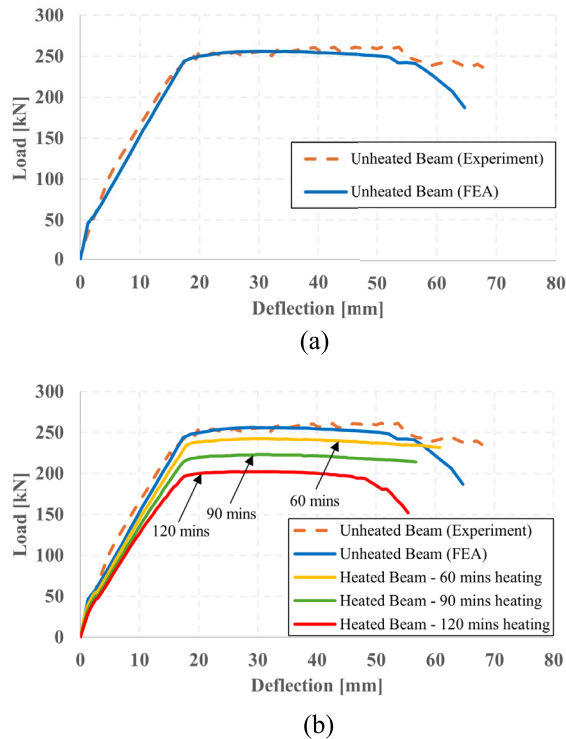 300
250
200
150
100
50
0
Load [kN]
Unheated Beam (Experiment)
Unheated Beam (FEA)
0 10 20 30 40 50 60 70 80
Deflection [mm]
(a)
300
250
200
150
100
50
0
Load [kN]
120 mins
90 mins
60 mins
Unheated Beam (Experiment)
Unheated Beam (FEA)
Heated Beam - 60 mins heating
Heated Beam - 90 mins heating
Heated Beam - 120 mins heating
0 10 20 30 40 50 60 70 80
Deflection [mm]
(b)